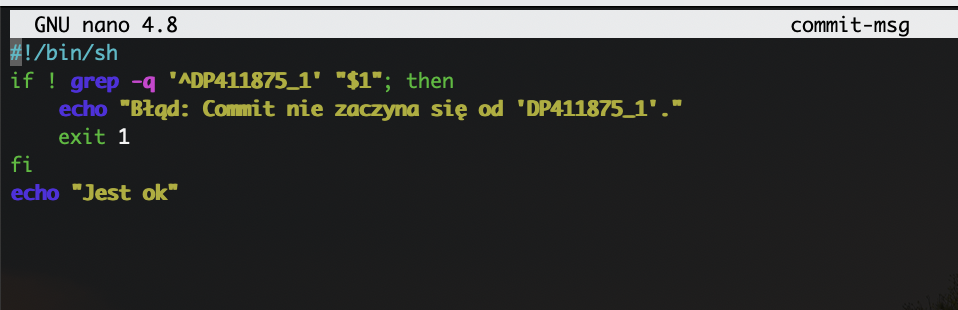 GNU nano 4.8 commit-msg
#!/bin/sh
if ! grep -q '^DP411875_1' "$1"; then
    echo "Błąd: Commit nie zaczyna się od 'DP411875_1'."
    exit 1
fi
echo "Jest ok"